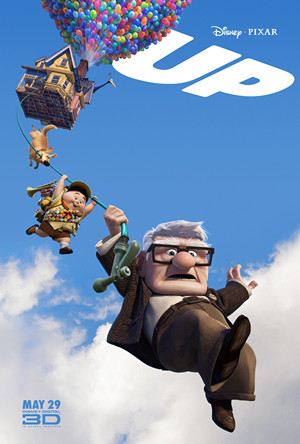 Disney · PIXAR
UP
MAY 29
DISNEY DIGITAL
3D